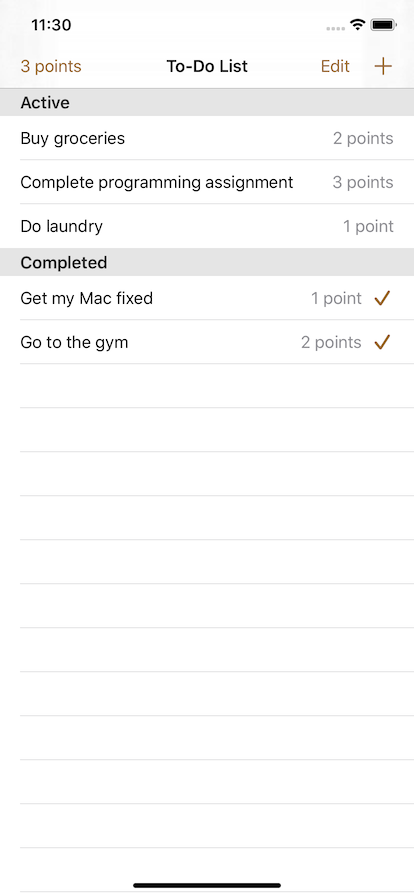 11:30
3 points To-Do List Edit
Active
Buy groceries 2 points
Complete programming assignment 3 points
Do laundry 1 point
Completed
Get my Mac fixed 1 point
Go to the gym 2 points